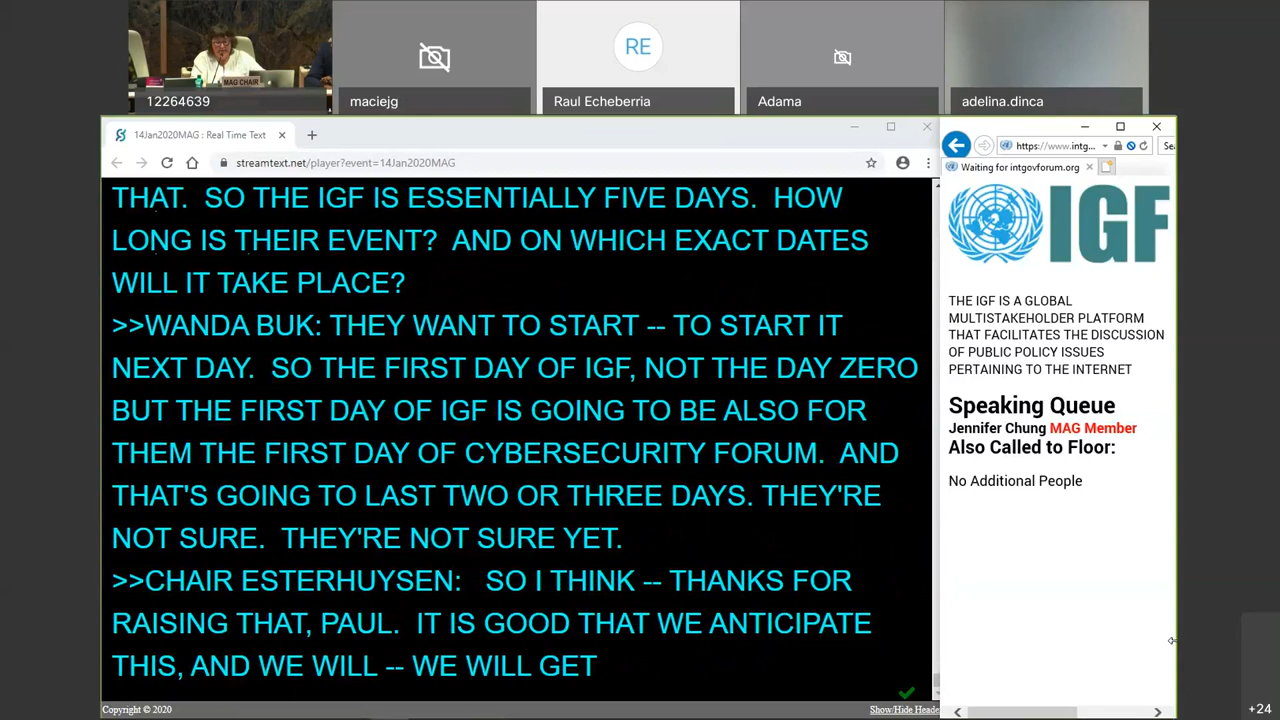 MAG CHAIR
12264639
maciejg
RE
Raul Echeberria
Adama
adelina.dinca
14Jan2020MAG : Real Time Text
streamtext.net/player?event=14Jan2020MAG
THAT. SO THE IGF IS ESSENTIALLY FIVE DAYS. HOW
LONG IS THEIR EVENT? AND ON WHICH EXACT DATES
WILL IT TAKE PLACE?
>>WANDA BUK: THEY WANT TO START -- TO START IT
NEXT DAY. SO THE FIRST DAY OF IGF, NOT THE DAY ZERO
BUT THE FIRST DAY OF IGF IS GOING TO BE ALSO FOR
THEM THE FIRST DAY OF CYBERSECURITY FORUM. AND
THAT'S GOING TO LAST TWO OR THREE DAYS. THEY'RE
NOT SURE. THEY'RE NOT SURE YET.
>>CHAIR ESTERHUYSEN: SO I THINK -- THANKS FOR
RAISING THAT, PAUL. IT IS GOOD THAT WE ANTICIPATE
THIS, AND WE WILL -- WE WILL GET
Copyright © 2020
Show/Hide Heade
https://www.intg...
Sea
Waiting for intgovforum.org
IGF
THE IGF IS A GLOBAL
MULTISTAKEHOLDER PLATFORM
THAT FACILITATES THE DISCUSSION
OF PUBLIC POLICY ISSUES
PERTAINING TO THE INTERNET
Speaking Queue
Jennifer Chung MAG Member
Also Called to Floor:
No Additional People
+24